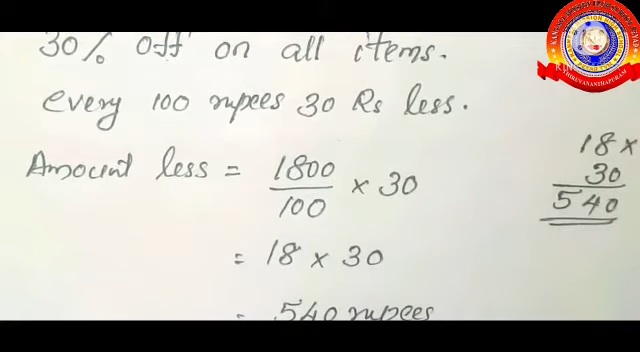 30% off on all items.
every 100 rupees 30 Rs less.
Amount less = 1800/100 × 30
= 18 × 30
= 540 rupees
18 ×
30
540
THIRUVANANTHAPURAM